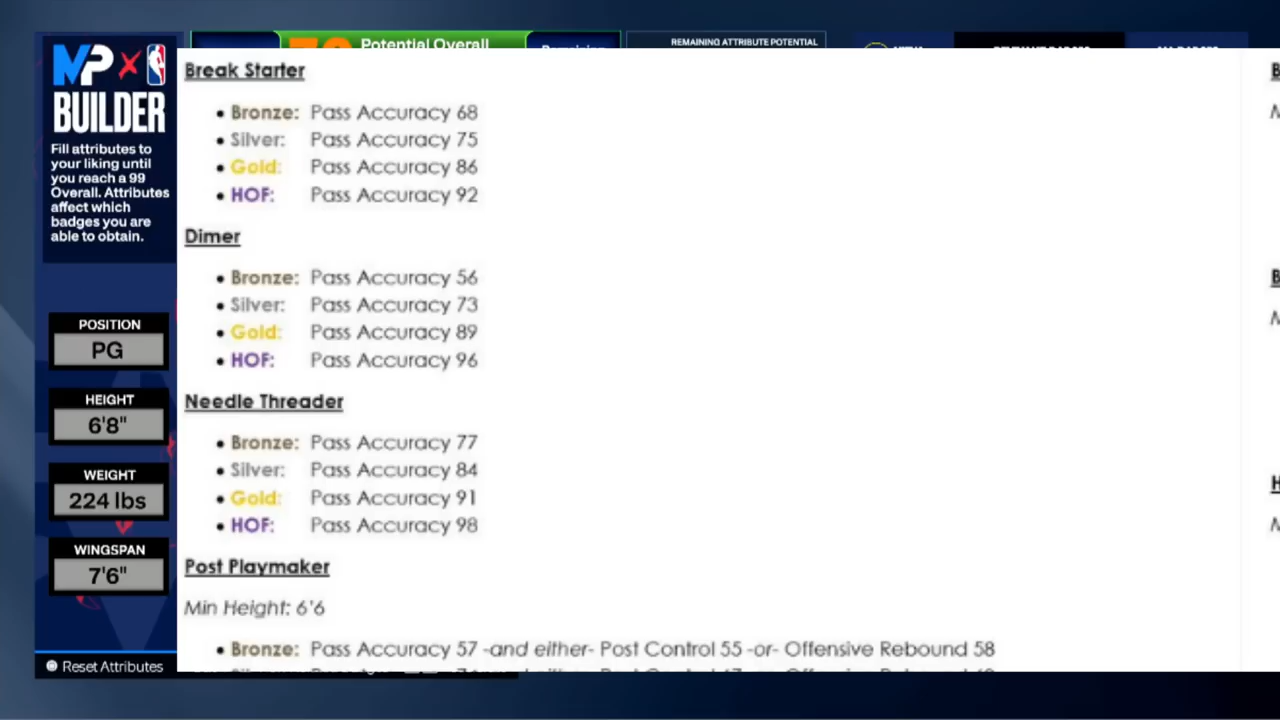 Potential Overall
REMAINING ATTRIBUTE POTENTIAL
MP
BUILDER
Fill attributes to
your liking until
you reach a 99
Overall. Attributes
affect which
badges you are
able to obtain.
POSITION
PG
HEIGHT
6'8"
WEIGHT
224 lbs
WINGSPAN
7'6"
Reset Attributes
Break Starter
• Bronze: Pass Accuracy 68
• Silver: Pass Accuracy 75
• Gold: Pass Accuracy 86
• HOF: Pass Accuracy 92
Dimer
• Bronze: Pass Accuracy 56
• Silver: Pass Accuracy 73
• Gold: Pass Accuracy 89
• HOF: Pass Accuracy 96
Needle Threader
• Bronze: Pass Accuracy 77
• Silver: Pass Accuracy 84
• Gold: Pass Accuracy 91
• HOF: Pass Accuracy 98
Post Playmaker
Min Height: 6'6
• Bronze: Pass Accuracy 57 -and either- Post Control 55 -or- Offensive Rebound 58